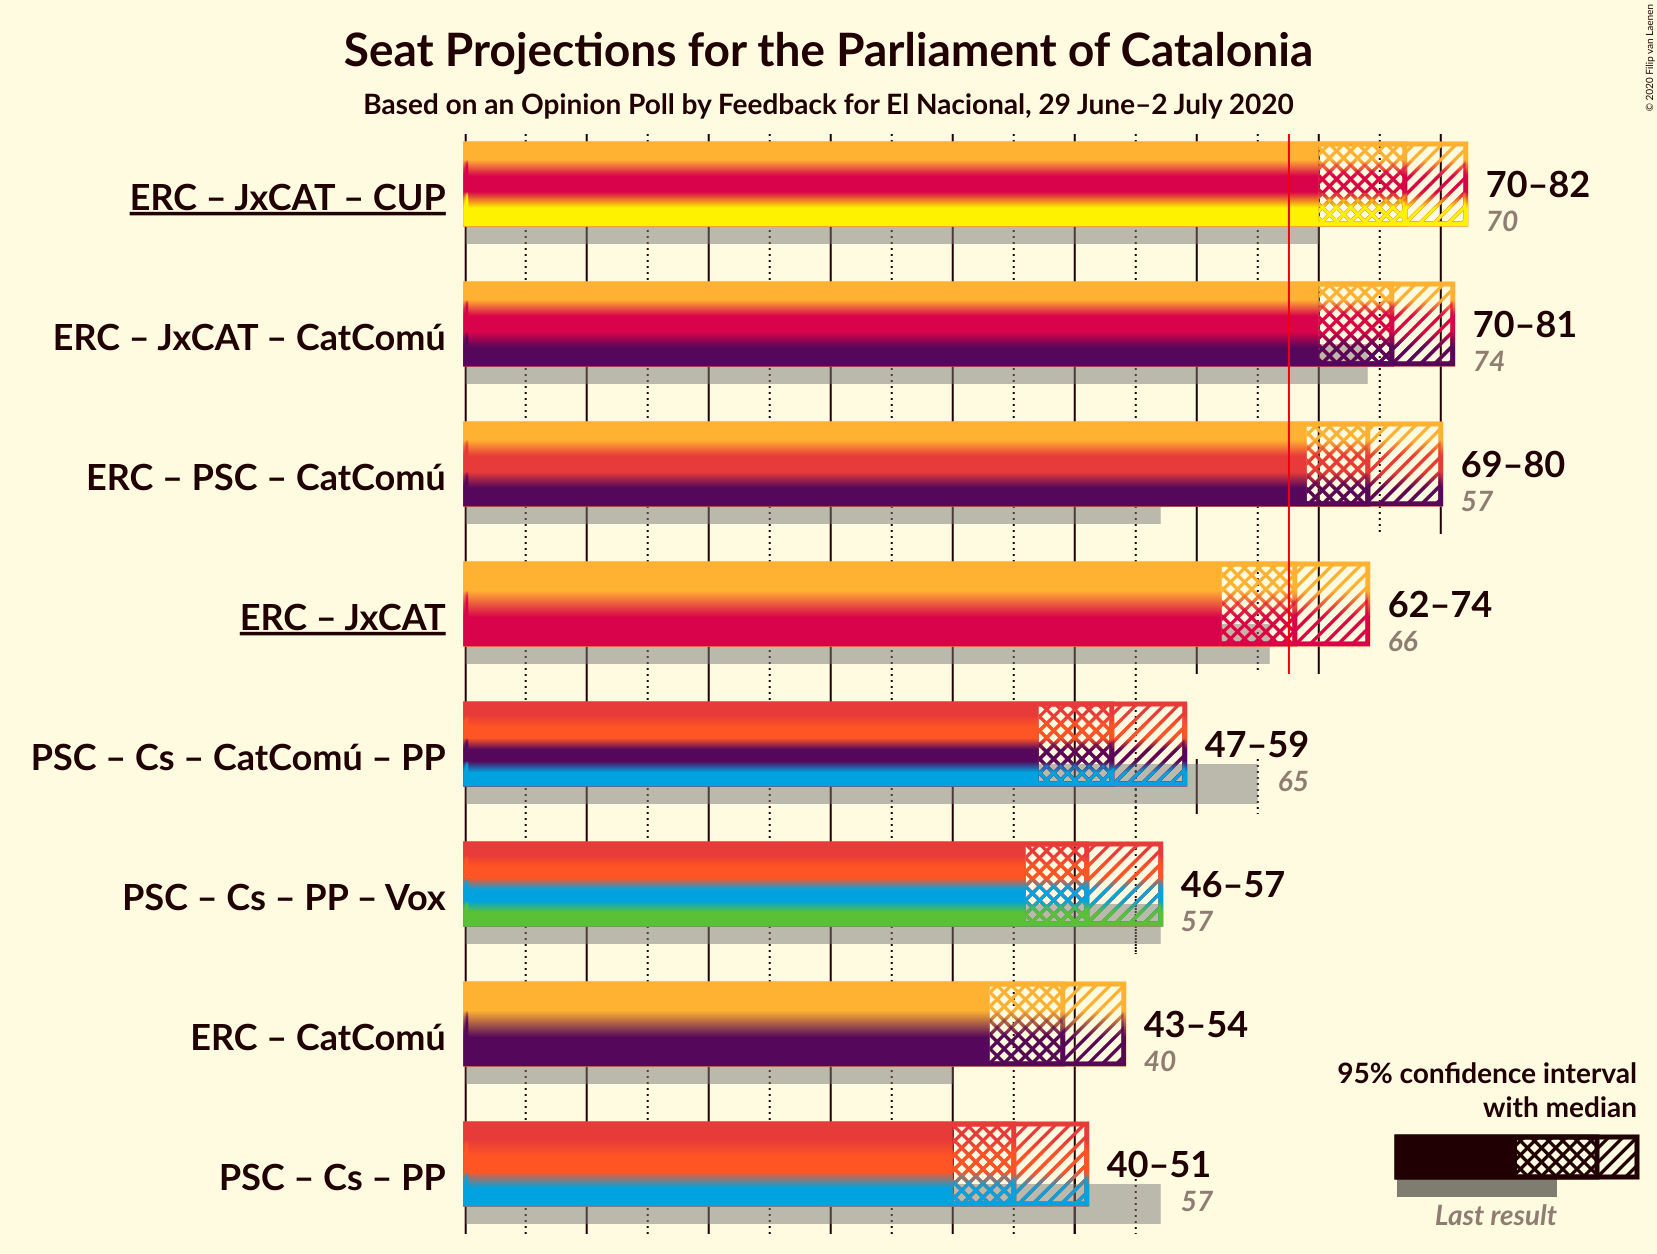 Seat Projections for the Parliament of Catalonia
Based on an Opinion Poll by Feedback for El Nacional, 29 June–2 July 2020
© 2020 Filip van Laenen
ERC – JxCAT – CUP
70–82
70
ERC – JxCAT – CatComú
70–81
74
ERC – PSC – CatComú
69–80
57
ERC – JxCAT
62–74
66
PSC – Cs – CatComú – PP
47–59
65
PSC – Cs – PP – Vox
46–57
57
ERC – CatComú
43–54
40
PSC – Cs – PP
40–51
57
95% confidence interval
with median
Last result